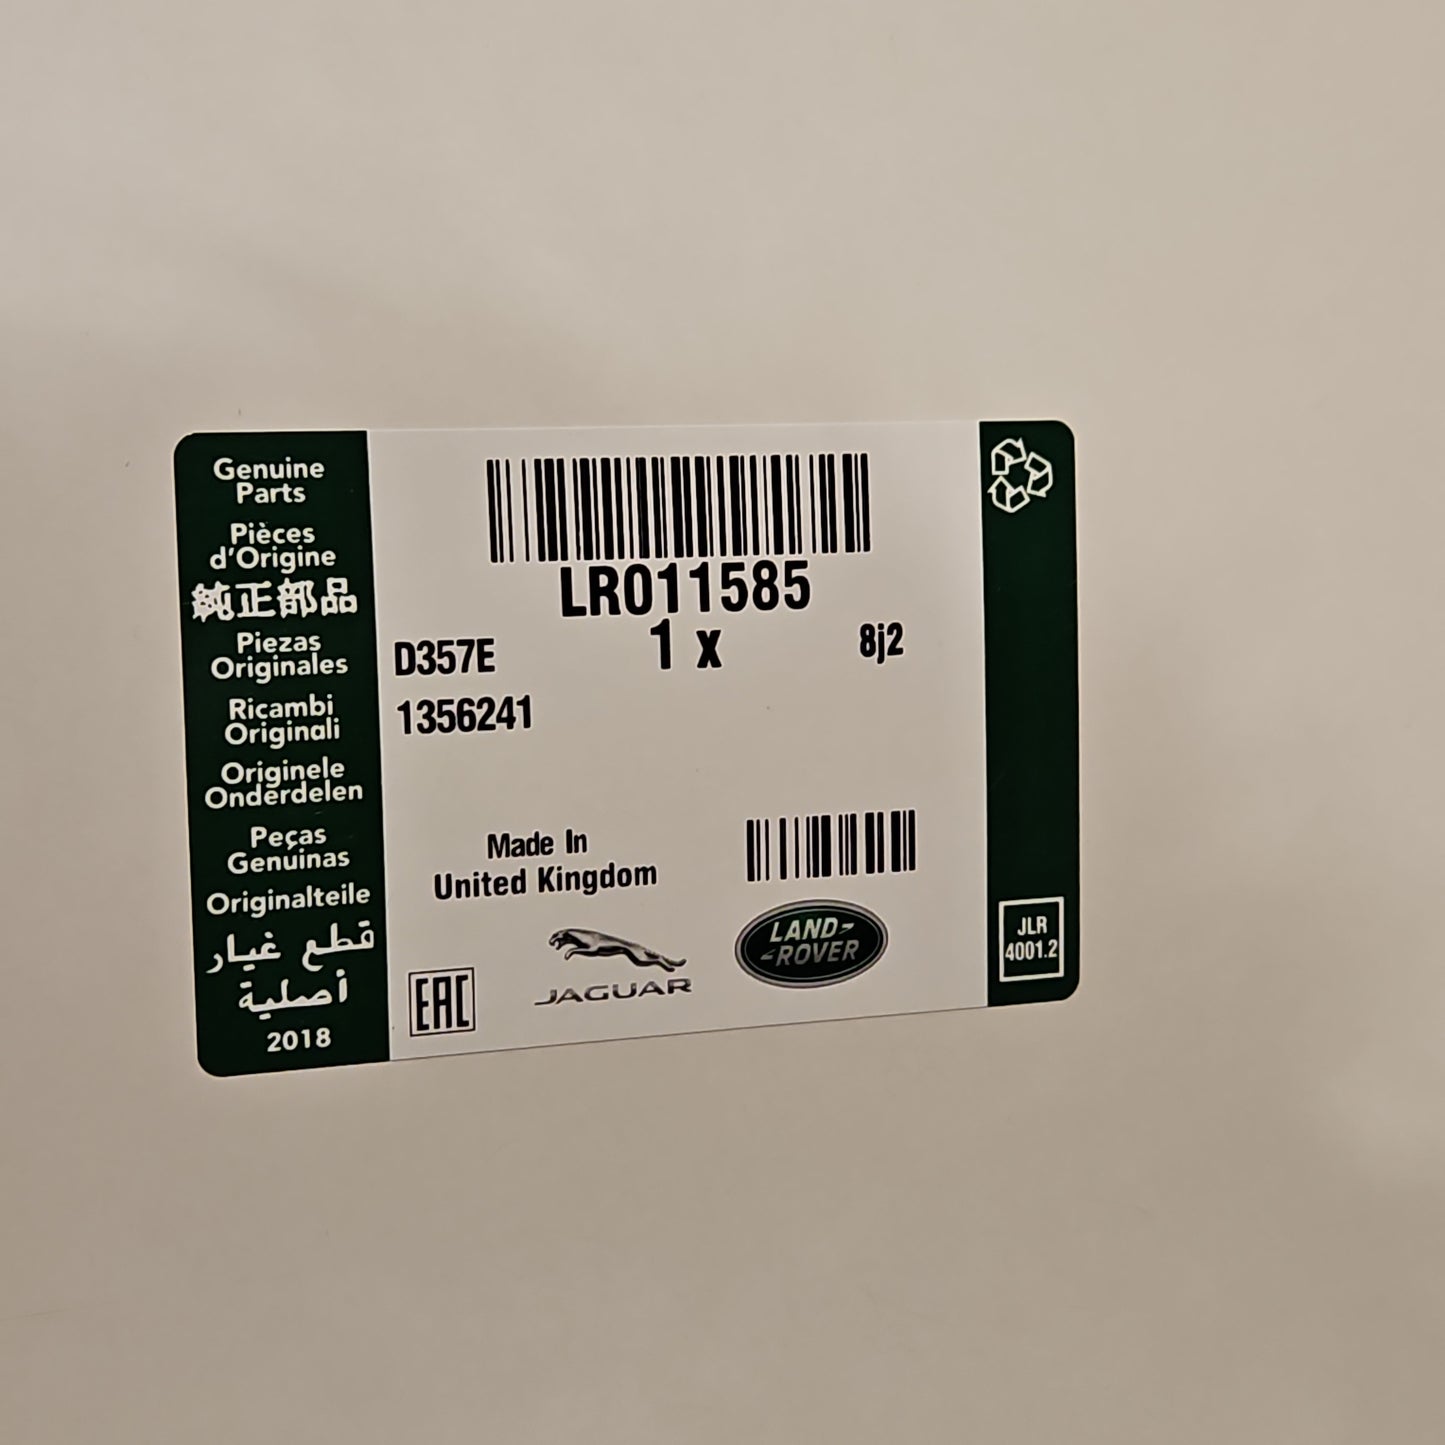 Genuine
Parts
Pièces
d'Origine
純正部品
Piezas
Originales
Ricambi
Originali
Originele
Onderdelen
Peças
Genuínas
Originalteile
قطع غيار
أصلية
2018
LR011585
1 x
8j2
D357E
1356241
Made In
United Kingdom
EAC
JAGUAR
LAND
ROVER
JLR
4001.2